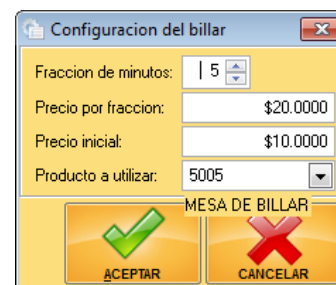 Configuracion del billar
Fraccion de minutos: 5
Precio por fraccion: $20.0000
Precio inicial: $10.0000
Producto a utilizar: 5005
MESA DE BILLAR
ACEPTAR CANCELAR